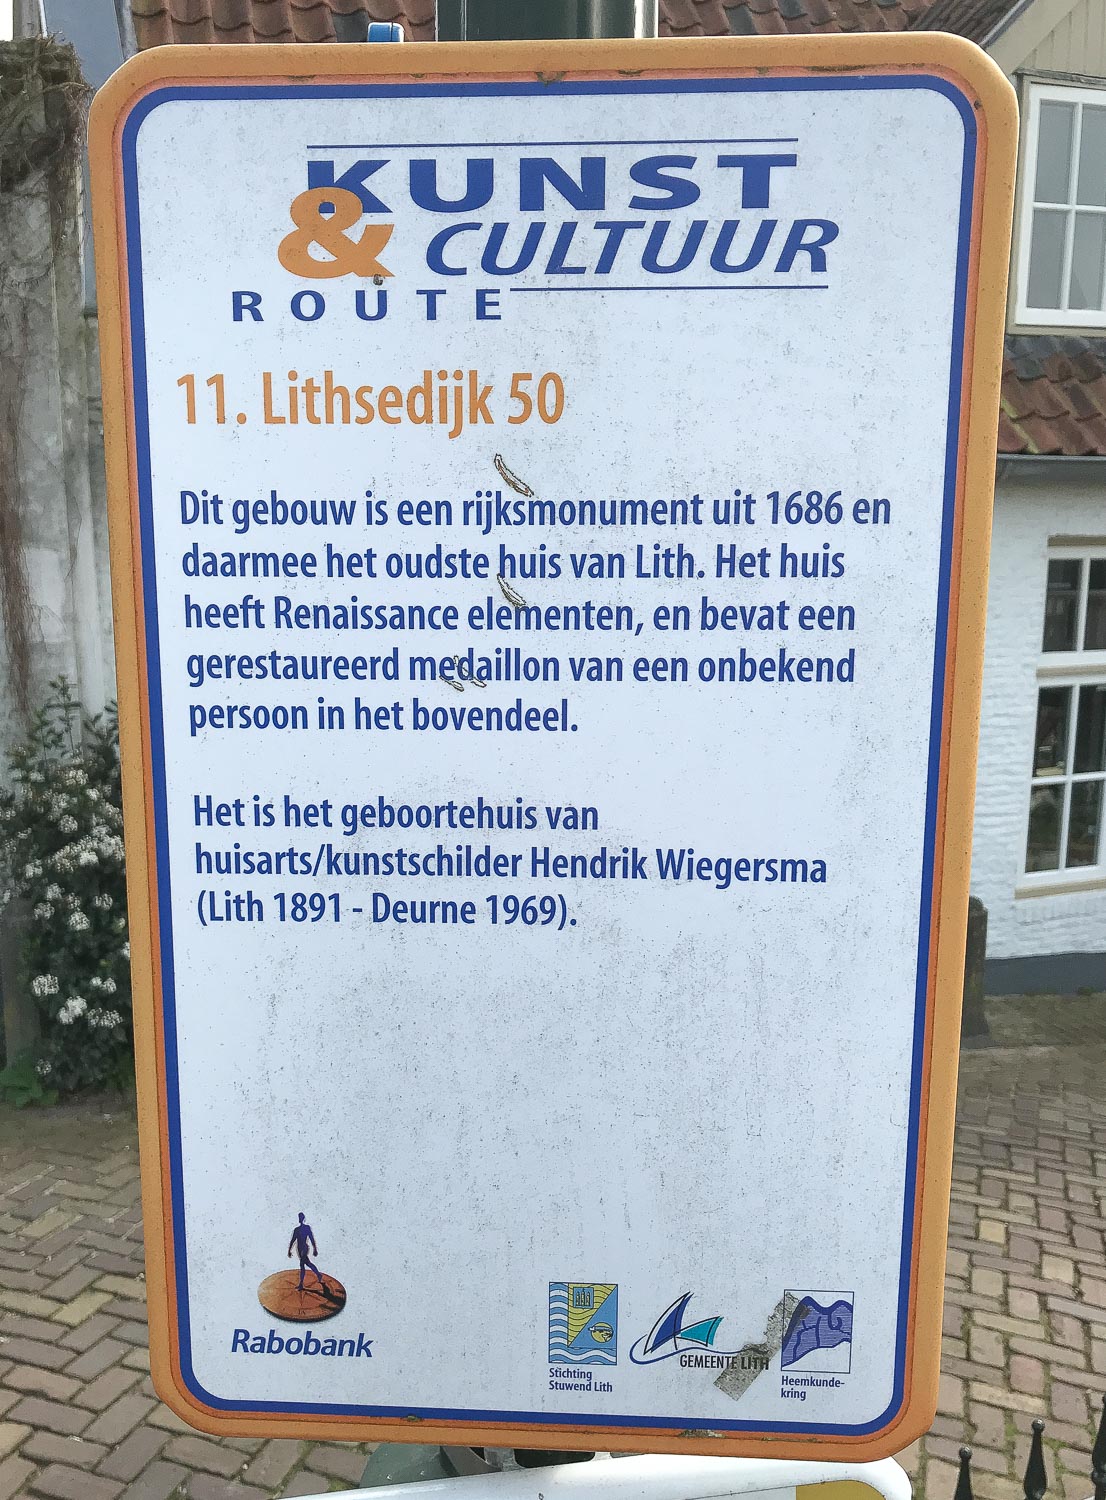 KUNST
& CULTUUR
ROUTE
11. Lithsedijk 50
Dit gebouw is een rijksmonument uit 1686 en
daarmee het oudste huis van Lith. Het huis
heeft Renaissance elementen, en bevat een
gerestaureerd medaillon van een onbekend
persoon in het bovendeel.
Het is het geboortehuis van
huisarts/kunstschilder Hendrik Wiegersma
(Lith 1891 - Deurne 1969).
Rabobank
Stichting
Stuwend Lith
GEMEENTE LITH
Heemkunde-
kring